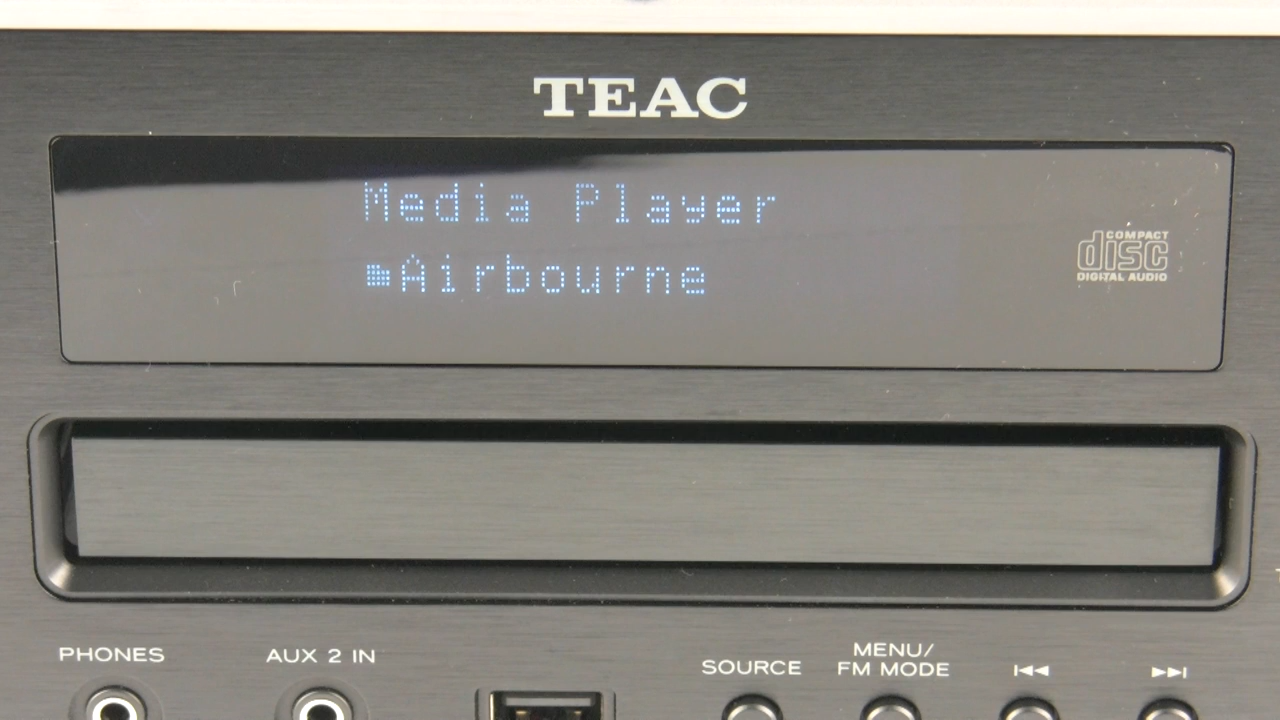 TEAC
Media Player
Airbourne
COMPACT
disc
DIGITAL AUDIO
PHONES
AUX 2 IN
SOURCE
MENU/
FM MODE